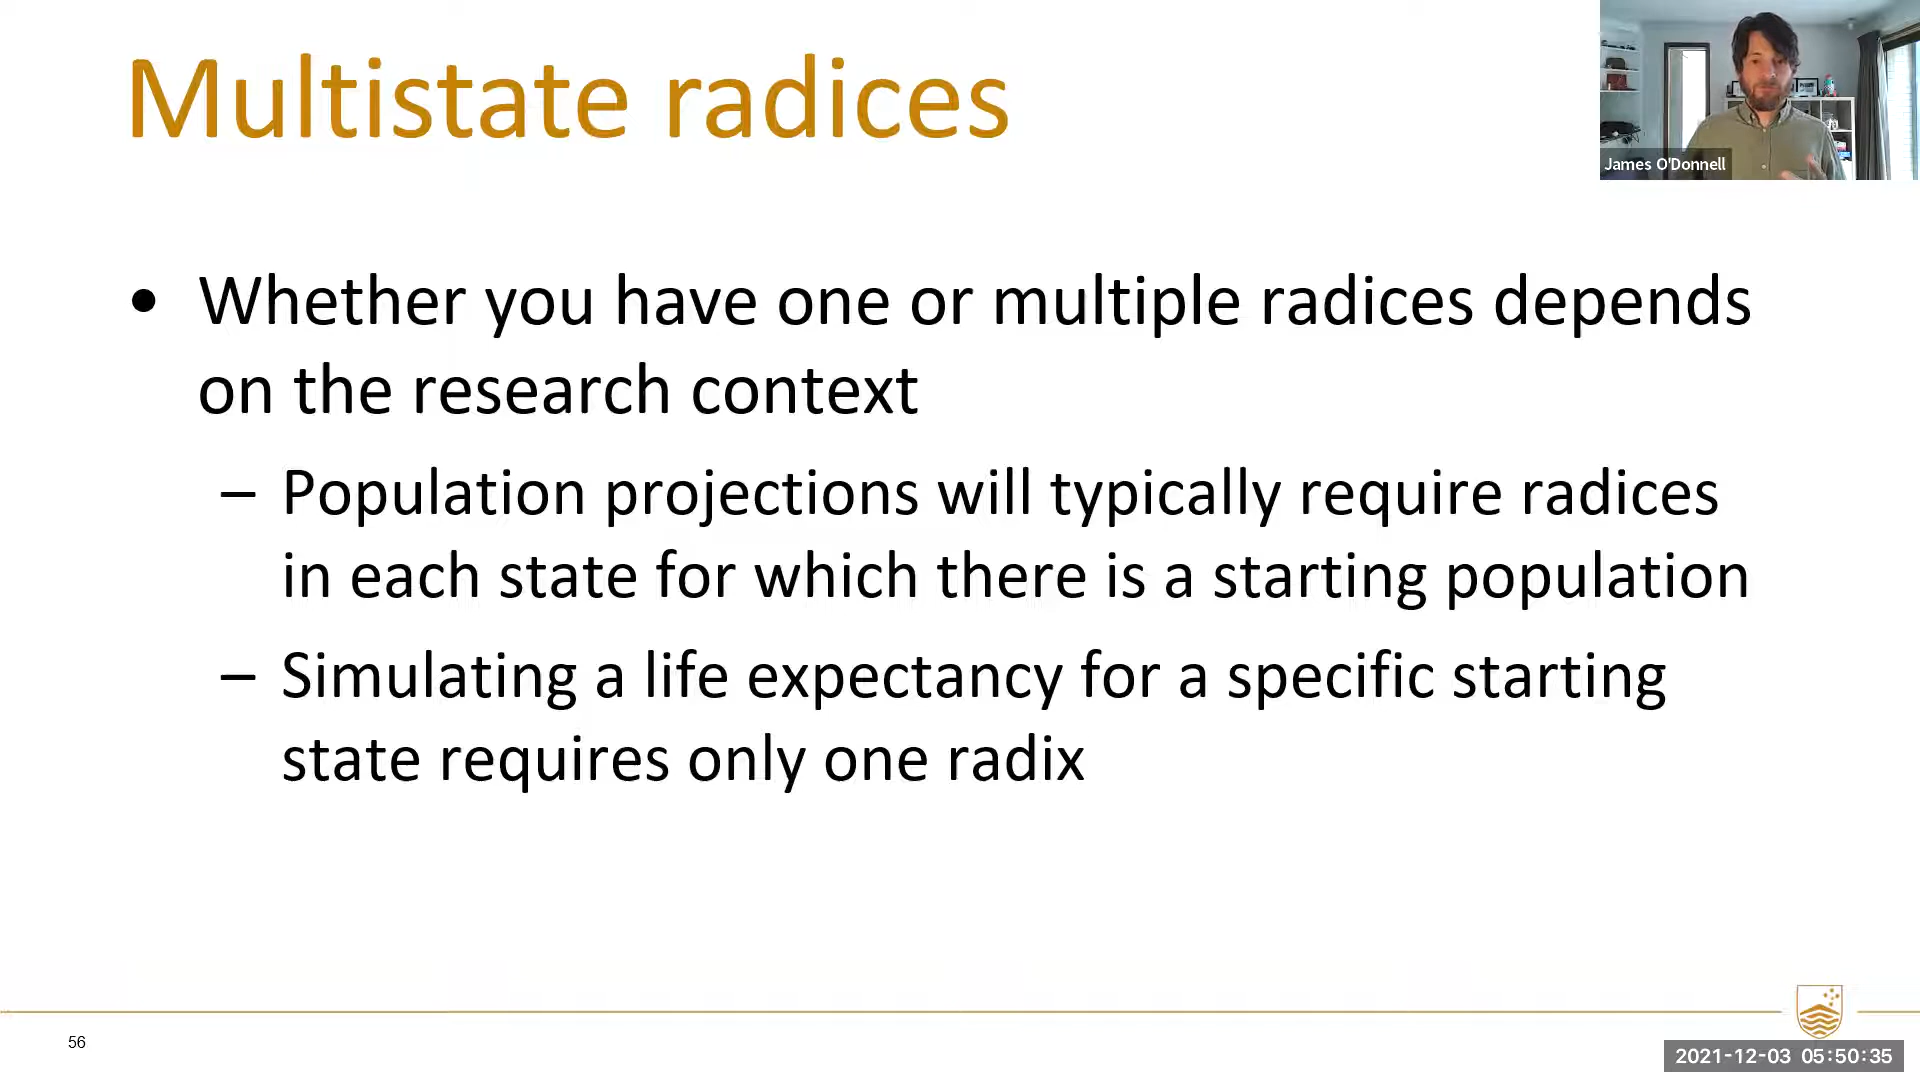 Multistate radices
James O'Donnell
• Whether you have one or multiple radices depends
on the research context
– Population projections will typically require radices
in each state for which there is a starting population
– Simulating a life expectancy for a specific starting
state requires only one radix
56
2021-12-03 05:50:35